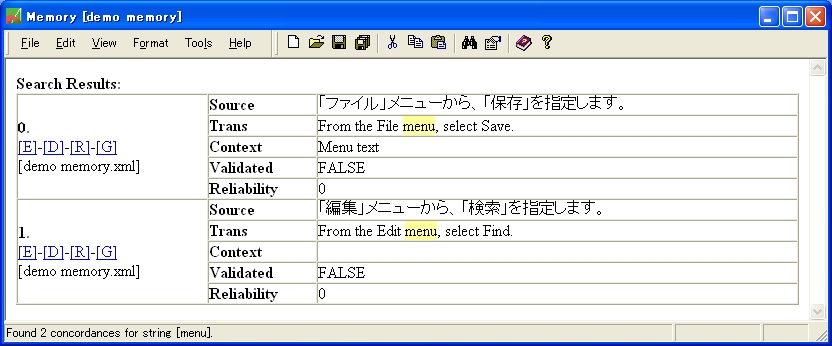 Memory [demo memory]
File Edit View Format Tools Help
Search Results:
0.
[E]-[D]-[R]-[G]
[demo memory.xml]
Source 「ファイル」メニューから、「保存」を指定します。
Trans From the File menu, select Save.
Context Menu text
Validated FALSE
Reliability 0
1.
[E]-[D]-[R]-[G]
[demo memory.xml]
Source 「編集」メニューから、「検索」を指定します。
Trans From the Edit menu, select Find.
Context
Validated FALSE
Reliability 0
Found 2 concordances for string [menu].